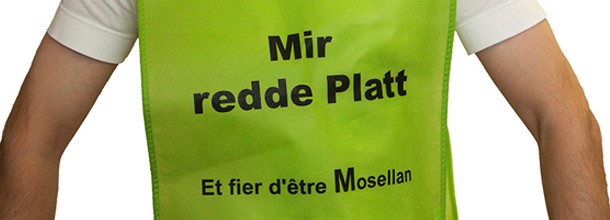 Mir
redde Platt
Et fier d'être Mosellan